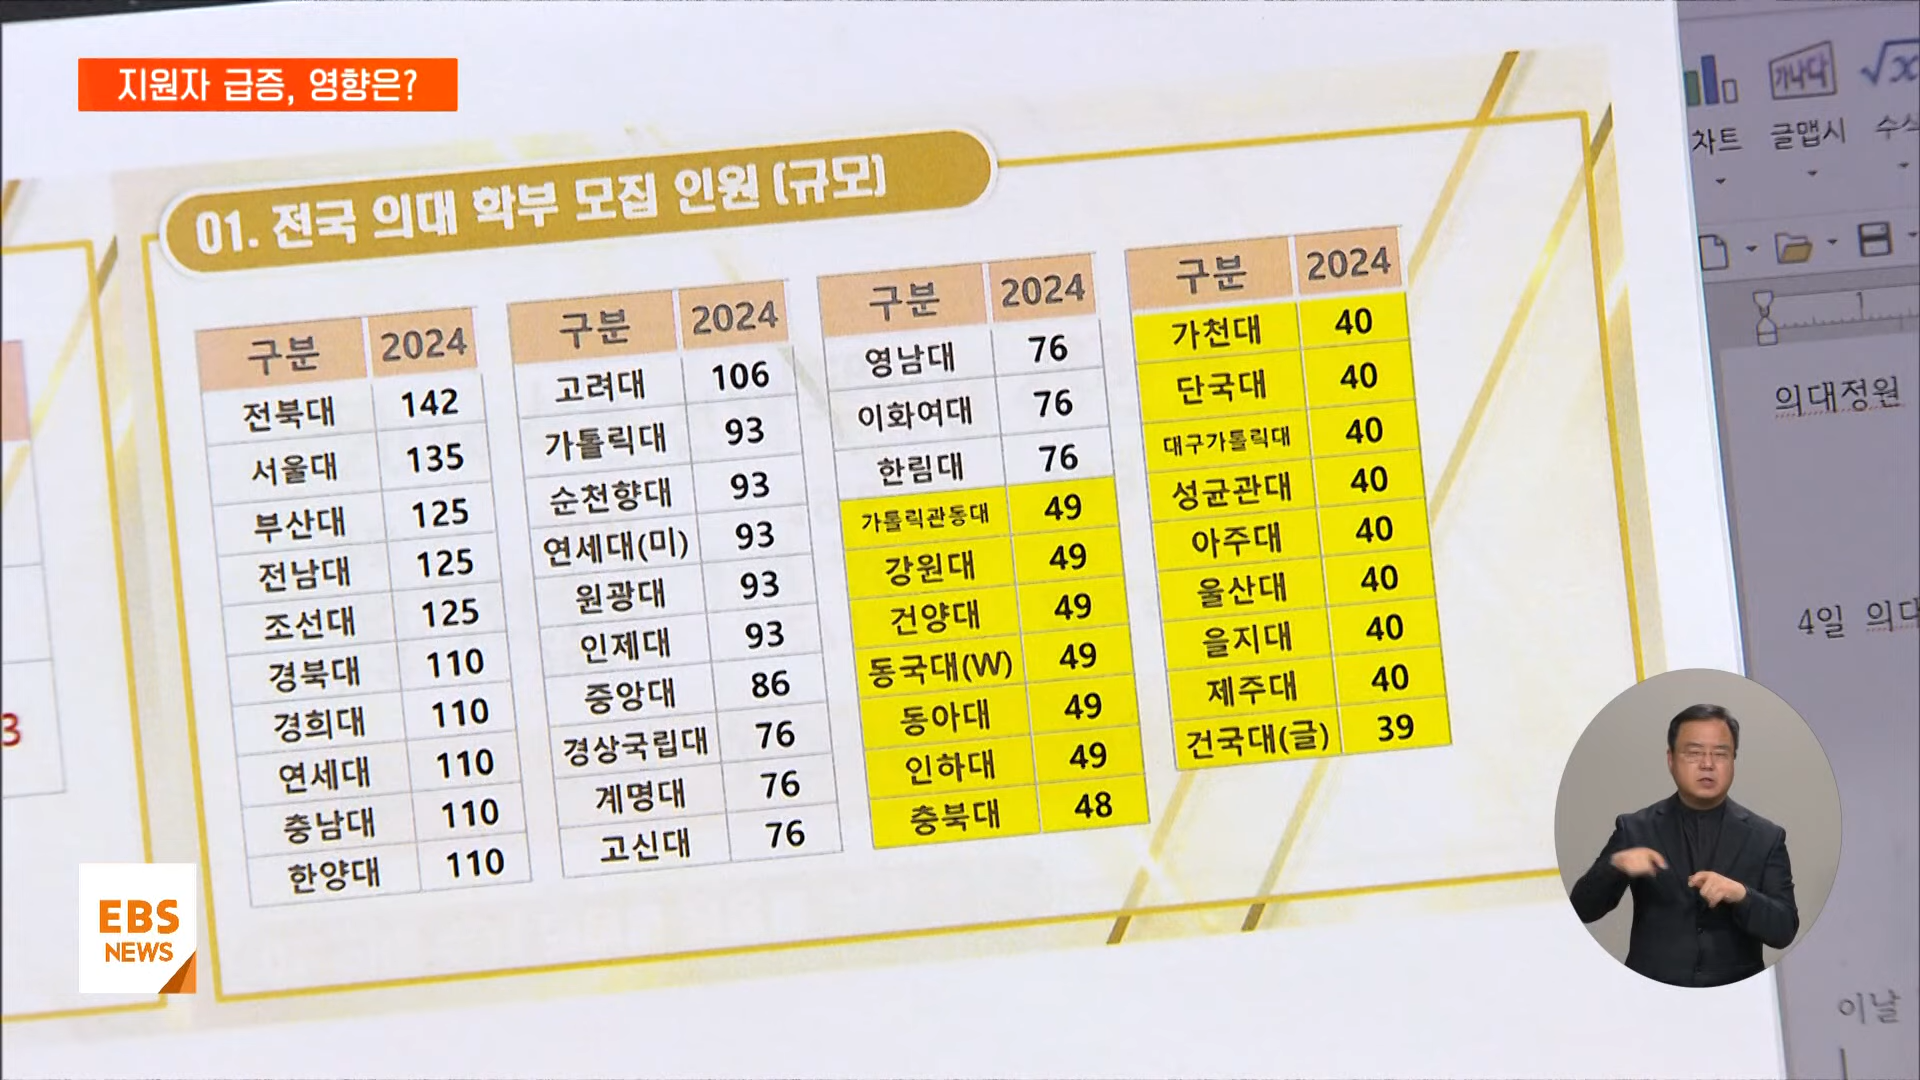 지원자 급증, 영향은?
01. 전국 의대 학부 모집 인원 (규모)
구분 2024
전북대 142
서울대 135
부산대 125
전남대 125
조선대 125
경북대 110
경희대 110
연세대 110
충남대 110
한양대 110
구분 2024
고려대 106
가톨릭대 93
순천향대 93
연세대(미) 93
원광대 93
인제대 93
중앙대 86
경상국립대 76
계명대 76
고신대 76
구분 2024
영남대 76
이화여대 76
한림대 76
가톨릭관동대 49
강원대 49
건양대 49
동국대(W) 49
동아대 49
인하대 49
충북대 48
구분 2024
가천대 40
단국대 40
대구가톨릭대 40
성균관대 40
아주대 40
울산대 40
을지대 40
제주대 40
건국대(글) 39
3
가나다
√x
차트 글맵시 수식
1
의대정원
4일 의대
이날
EBS
NEWS